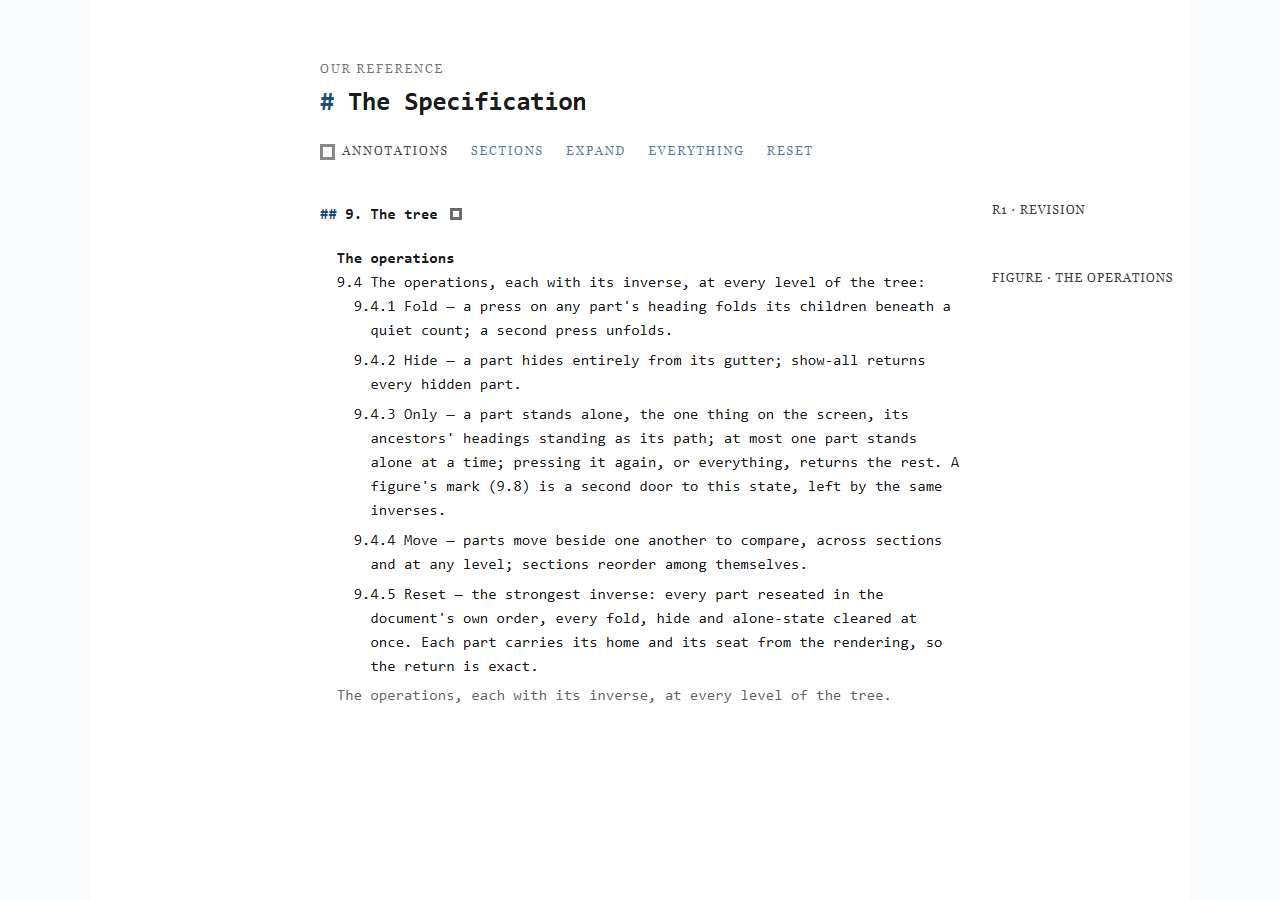 OUR REFERENCE
# The Specification
ANNOTATIONS SECTIONS EXPAND EVERYTHING RESET
## 9. The tree
R1 · REVISION
The operations
FIGURE · THE OPERATIONS
9.4 The operations, each with its inverse, at every level of the tree:
9.4.1 Fold — a press on any part's heading folds its children beneath a
quiet count; a second press unfolds.
9.4.2 Hide — a part hides entirely from its gutter; show-all returns
every hidden part.
9.4.3 Only — a part stands alone, the one thing on the screen, its
ancestors' headings standing as its path; at most one part stands
alone at a time; pressing it again, or everything, returns the rest. A
figure's mark (9.8) is a second door to this state, left by the same
inverses.
9.4.4 Move — parts move beside one another to compare, across sections
and at any level; sections reorder among themselves.
9.4.5 Reset — the strongest inverse: every part reseated in the
document's own order, every fold, hide and alone-state cleared at
once. Each part carries its home and its seat from the rendering, so
the return is exact.
The operations, each with its inverse, at every level of the tree.